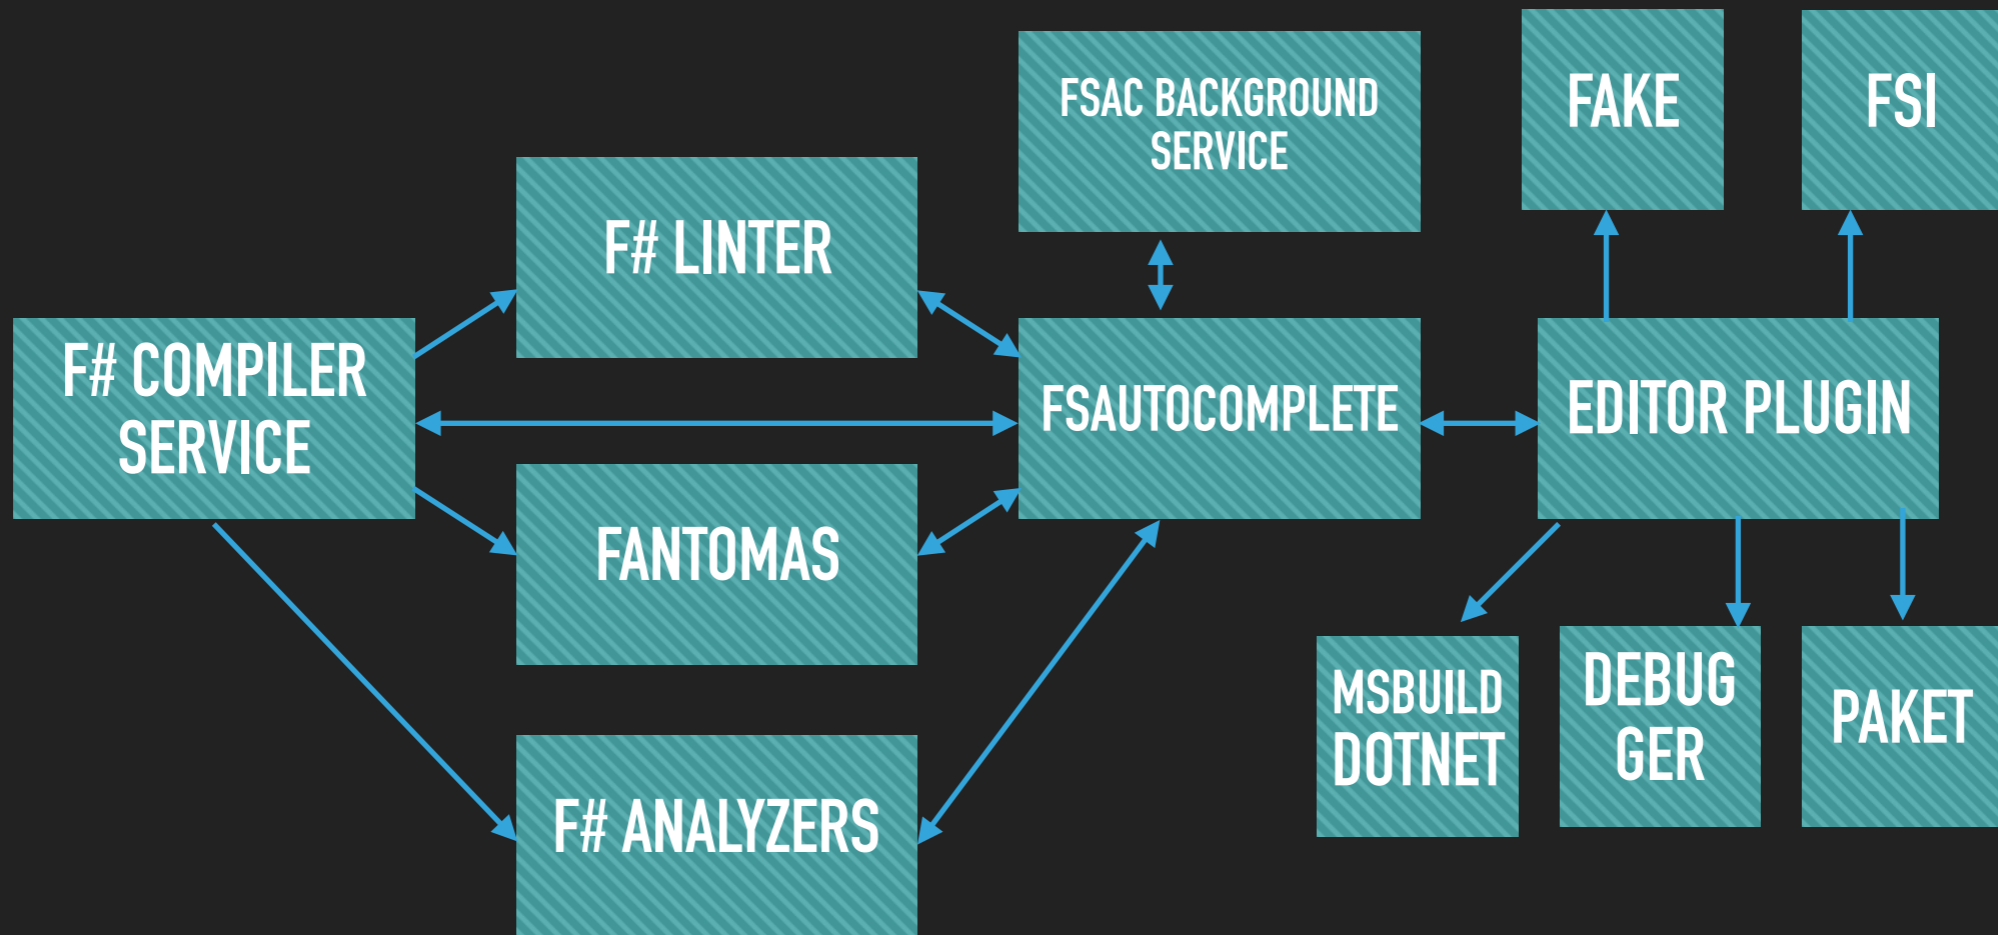 FSAC BACKGROUND
SERVICE
FAKE
FSI
F# LINTER
F# COMPILER
SERVICE
FSAUTOCOMPLETE
EDITOR PLUGIN
FANTOMAS
MSBUILD
DOTNET
DEBUG
GER
PAKET
F# ANALYZERS